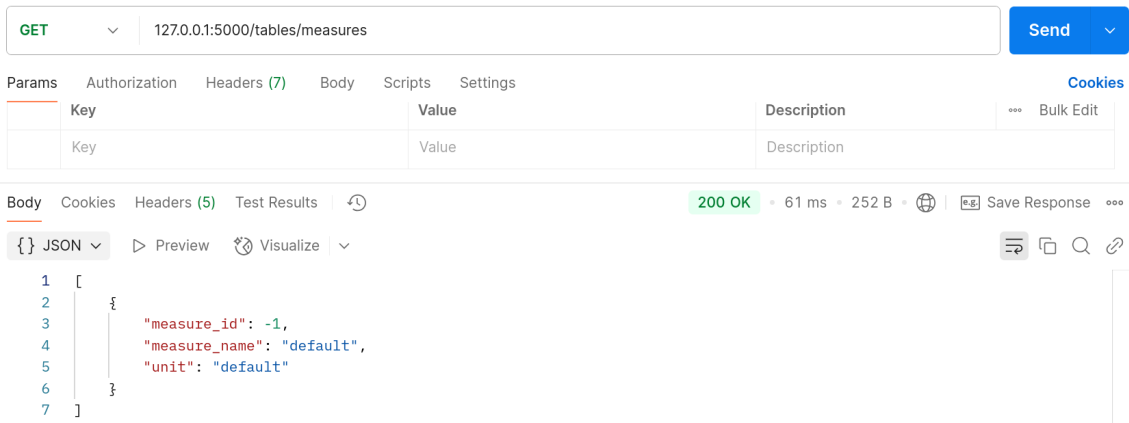 GET 127.0.0.1:5000/tables/measures Send
Params Authorization Headers (7) Body Scripts Settings Cookies
Key Value Description Bulk Edit
Key Value Description
Body Cookies Headers (5) Test Results 200 OK • 61 ms • 252 B • e.g. Save Response
{} JSON Preview Visualize
1 [
2 {
3 "measure_id": -1,
4 "measure_name": "default",
5 "unit": "default"
6 }
7 ]